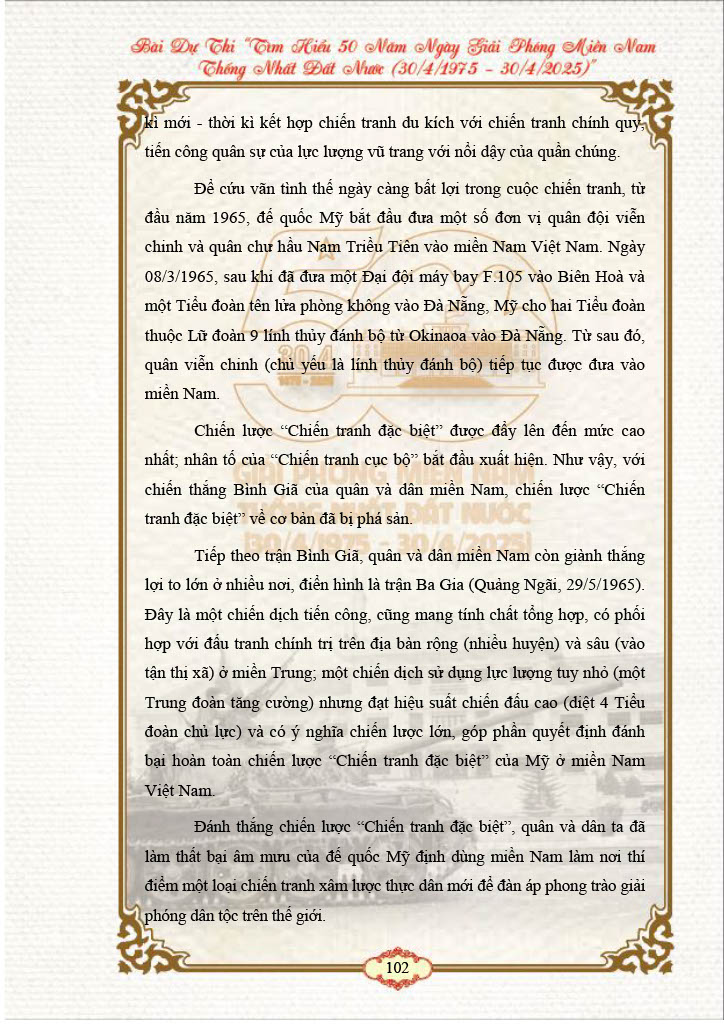 Bài Dự Thi “Tìm Hiểu 50 Năm Ngày Giải Phóng Miền Nam
Thống Nhất Đất Nước (30/4/1975 - 30/4/2025)”
kì mới - thời kì kết hợp chiến tranh du kích với chiến tranh chính quy,
tiến công quân sự của lực lượng vũ trang với nổi dậy của quần chúng.
Để cứu vãn tình thế ngày càng bất lợi trong cuộc chiến tranh, từ
đầu năm 1965, đế quốc Mỹ bắt đầu đưa một số đơn vị quân đội viễn
chinh và quân chư hầu Nam Triều Tiên vào miền Nam Việt Nam. Ngày
08/3/1965, sau khi đã đưa một Đại đội máy bay F.105 vào Biên Hoà và
một Tiểu đoàn tên lửa phòng không vào Đà Nẵng, Mỹ cho hai Tiểu đoàn
thuộc Lữ đoàn 9 lính thủy đánh bộ từ Okinaoa vào Đà Nẵng. Từ sau đó,
quân viễn chinh (chủ yếu là lính thủy đánh bộ) tiếp tục được đưa vào
miền Nam.
Chiến lược “Chiến tranh đặc biệt” được đẩy lên đến mức cao
nhất; nhân tố của “Chiến tranh cục bộ” bắt đầu xuất hiện. Như vậy, với
chiến thắng Bình Giã của quân và dân miền Nam, chiến lược “Chiến
tranh đặc biệt” về cơ bản đã bị phá sản.
Tiếp theo trận Bình Giã, quân và dân miền Nam còn giành thắng
lợi to lớn ở nhiều nơi, điển hình là trận Ba Gia (Quảng Ngãi, 29/5/1965).
Đây là một chiến dịch tiến công, cũng mang tính chất tổng hợp, có phối
hợp với đấu tranh chính trị trên địa bàn rộng (nhiều huyện) và sâu (vào
tận thị xã) ở miền Trung; một chiến dịch sử dụng lực lượng tuy nhỏ (một
Trung đoàn tăng cường) nhưng đạt hiệu suất chiến đấu cao (diệt 4 Tiểu
đoàn chủ lực) và có ý nghĩa chiến lược lớn, góp phần quyết định đánh
bại hoàn toàn chiến lược “Chiến tranh đặc biệt” của Mỹ ở miền Nam
Việt Nam.
Đánh thắng chiến lược “Chiến tranh đặc biệt”, quân và dân ta đã
làm thất bại âm mưu của đế quốc Mỹ định dùng miền Nam làm nơi thí
điểm một loại chiến tranh xâm lược thực dân mới để đàn áp phong trào giải
phóng dân tộc trên thế giới.
50
30.4
1975 - 2025
GIẢI PHÓNG MIỀN NAM
THỐNG NHẤT ĐẤT NƯỚC
(30/4/1975 - 30/4/2025)
102